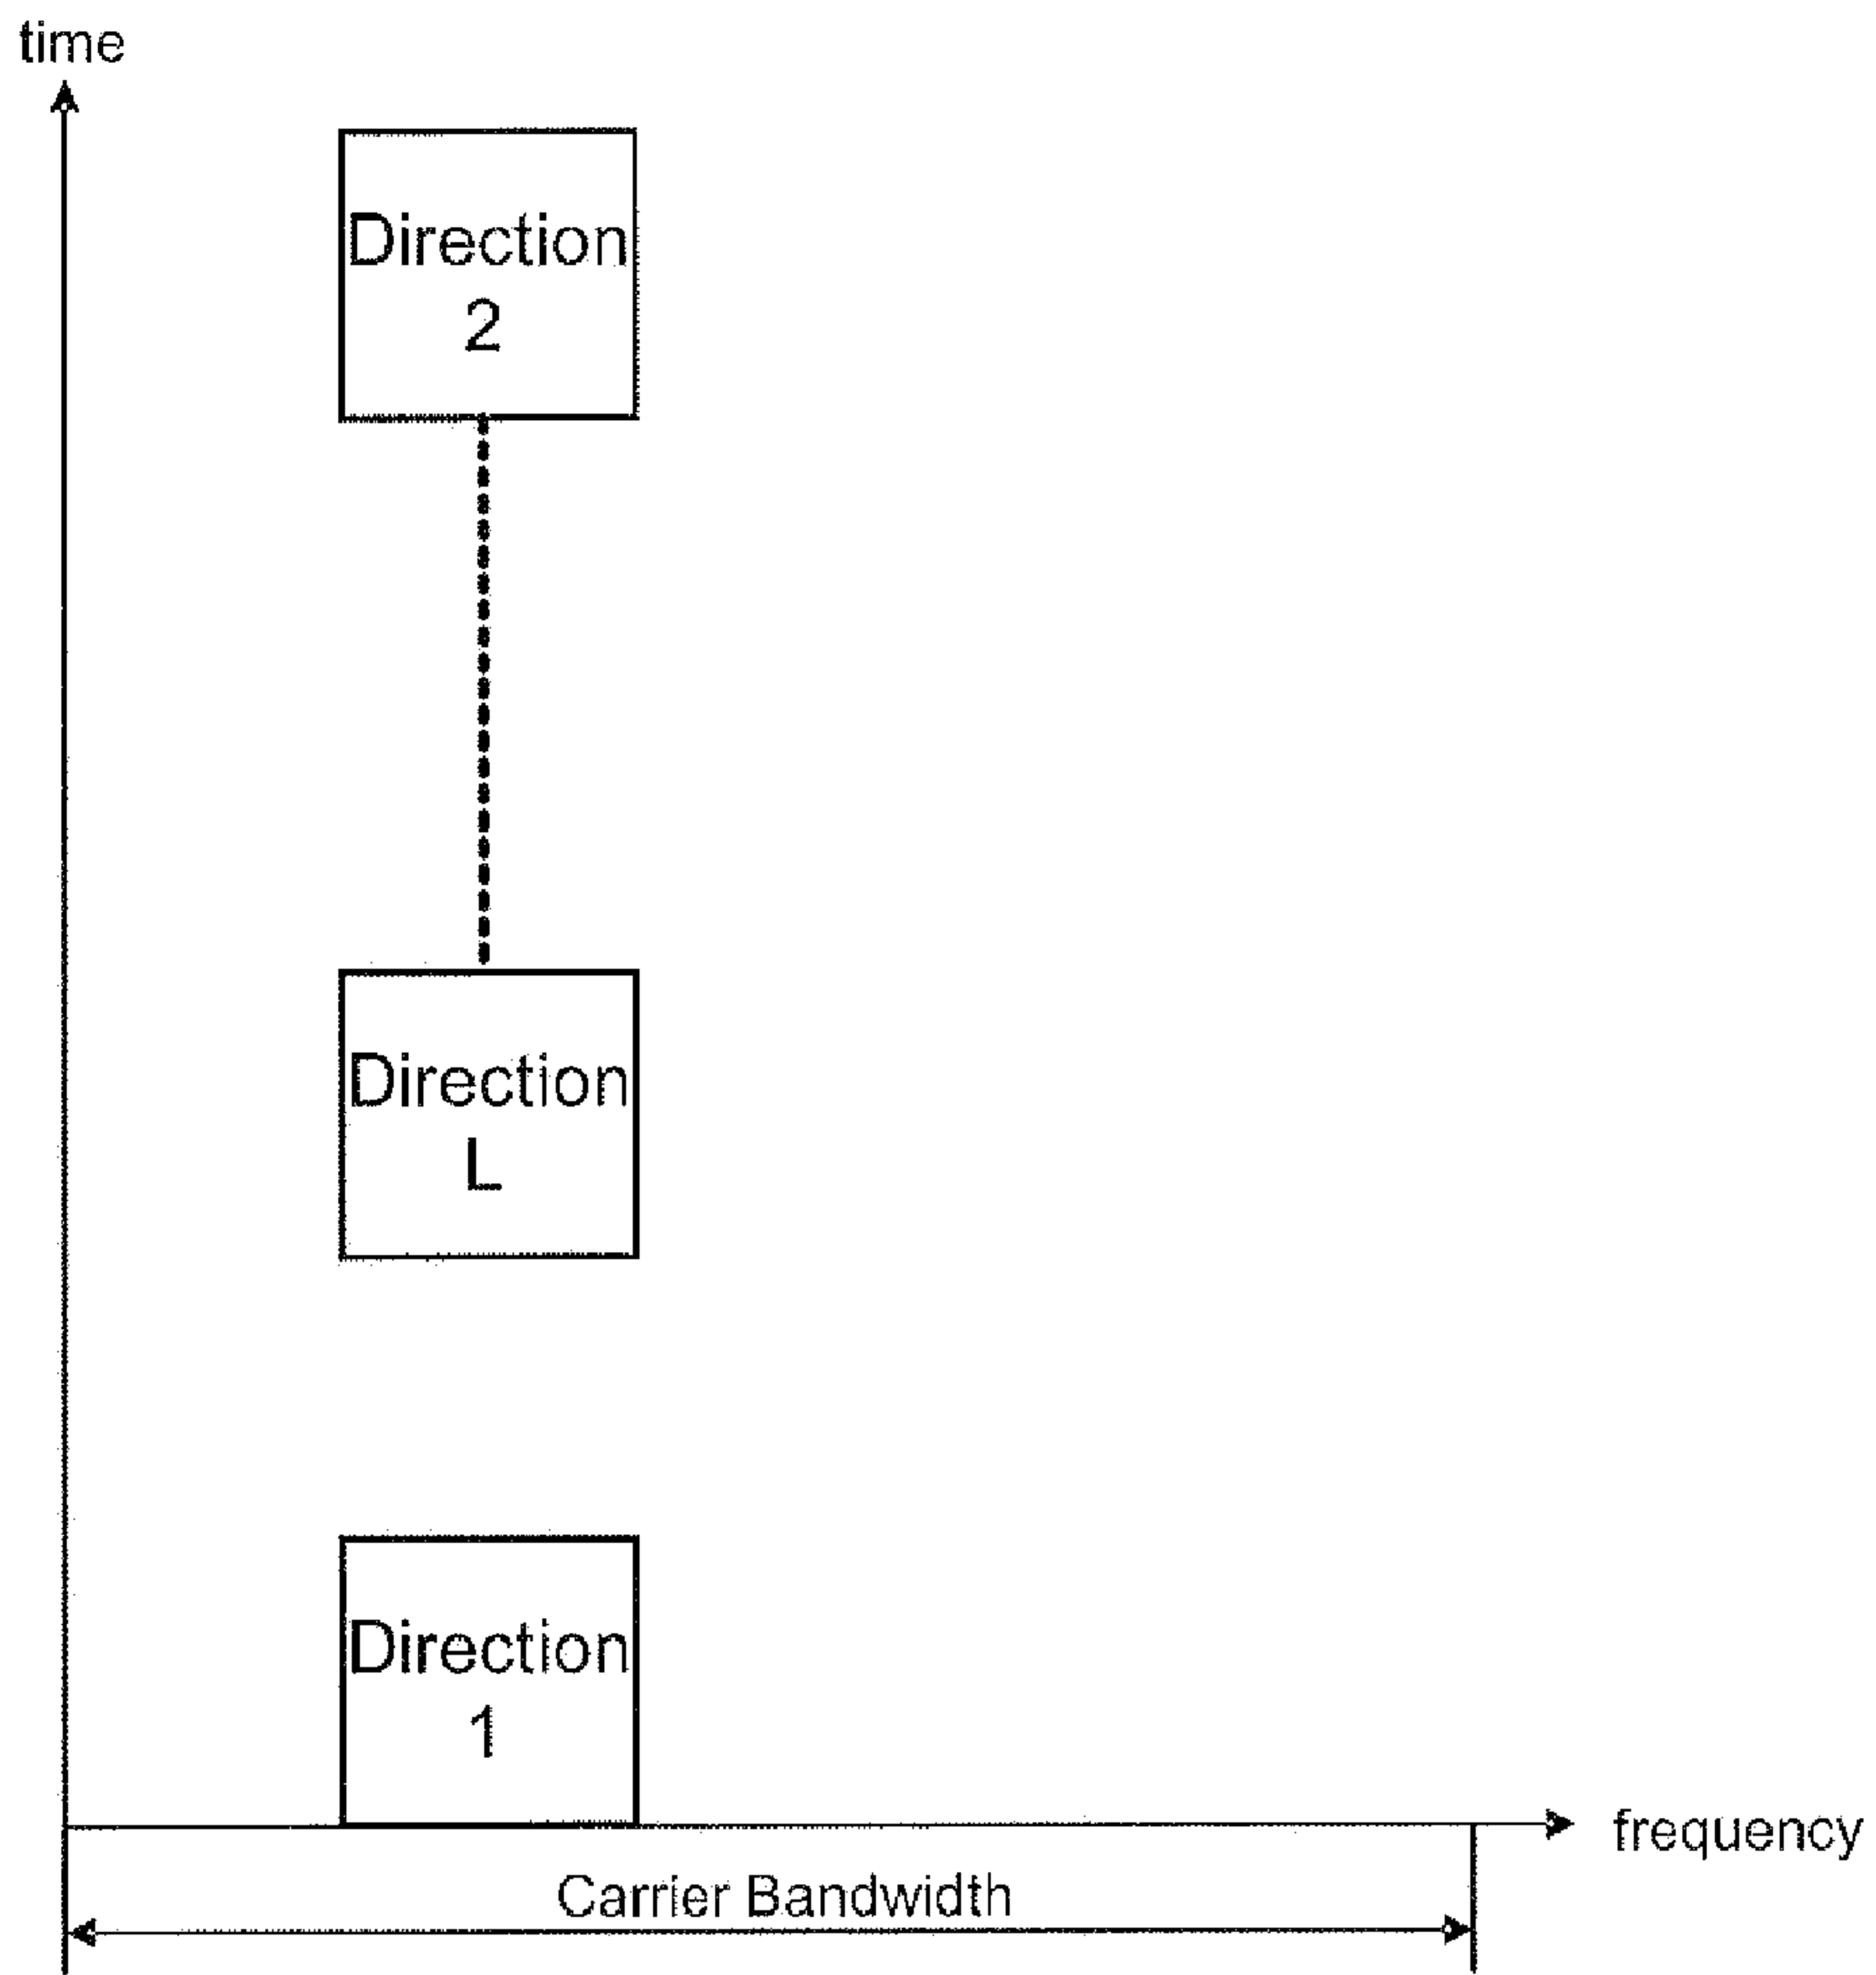 time
Direction
2
Direction
L
Direction
1
frequency
Carrier Bandwidth